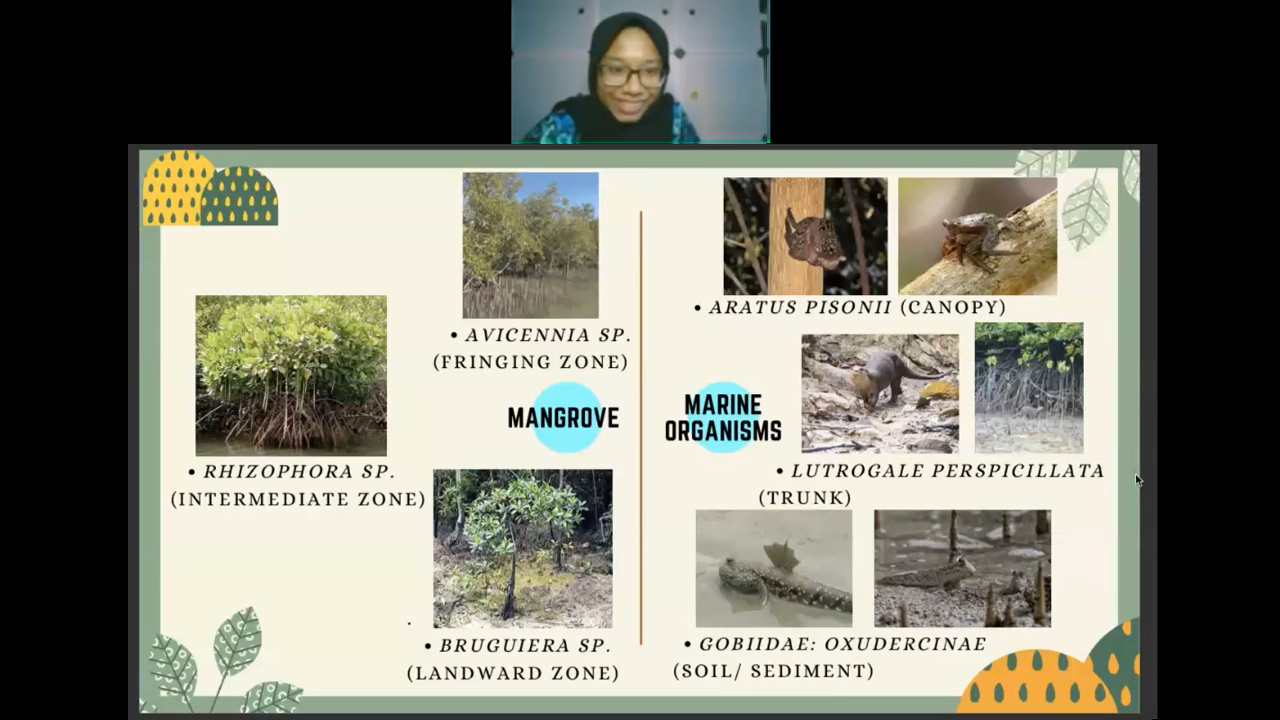 • AVICENNIA SP.
(FRINGING ZONE)
MANGROVE
• RHIZOPHORA SP.
(INTERMEDIATE ZONE)
• BRUGUIERA SP.
(LANDWARD ZONE)
• ARATUS PISONII (CANOPY)
MARINE
ORGANISMS
• LUTROGALE PERSPICILLATA
(TRUNK)
• GOBIIDAE: OXUDERCINAE
(SOIL/ SEDIMENT)